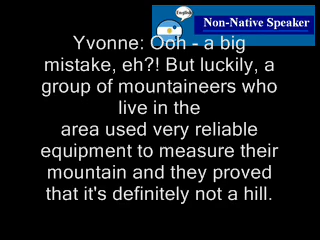 English
Non-Native Speaker
Yvonne: Ooh - a big
mistake, eh?! But luckily, a
group of mountaineers who
live in the
area used very reliable
equipment to measure their
mountain and they proved
that it's definitely not a hill.